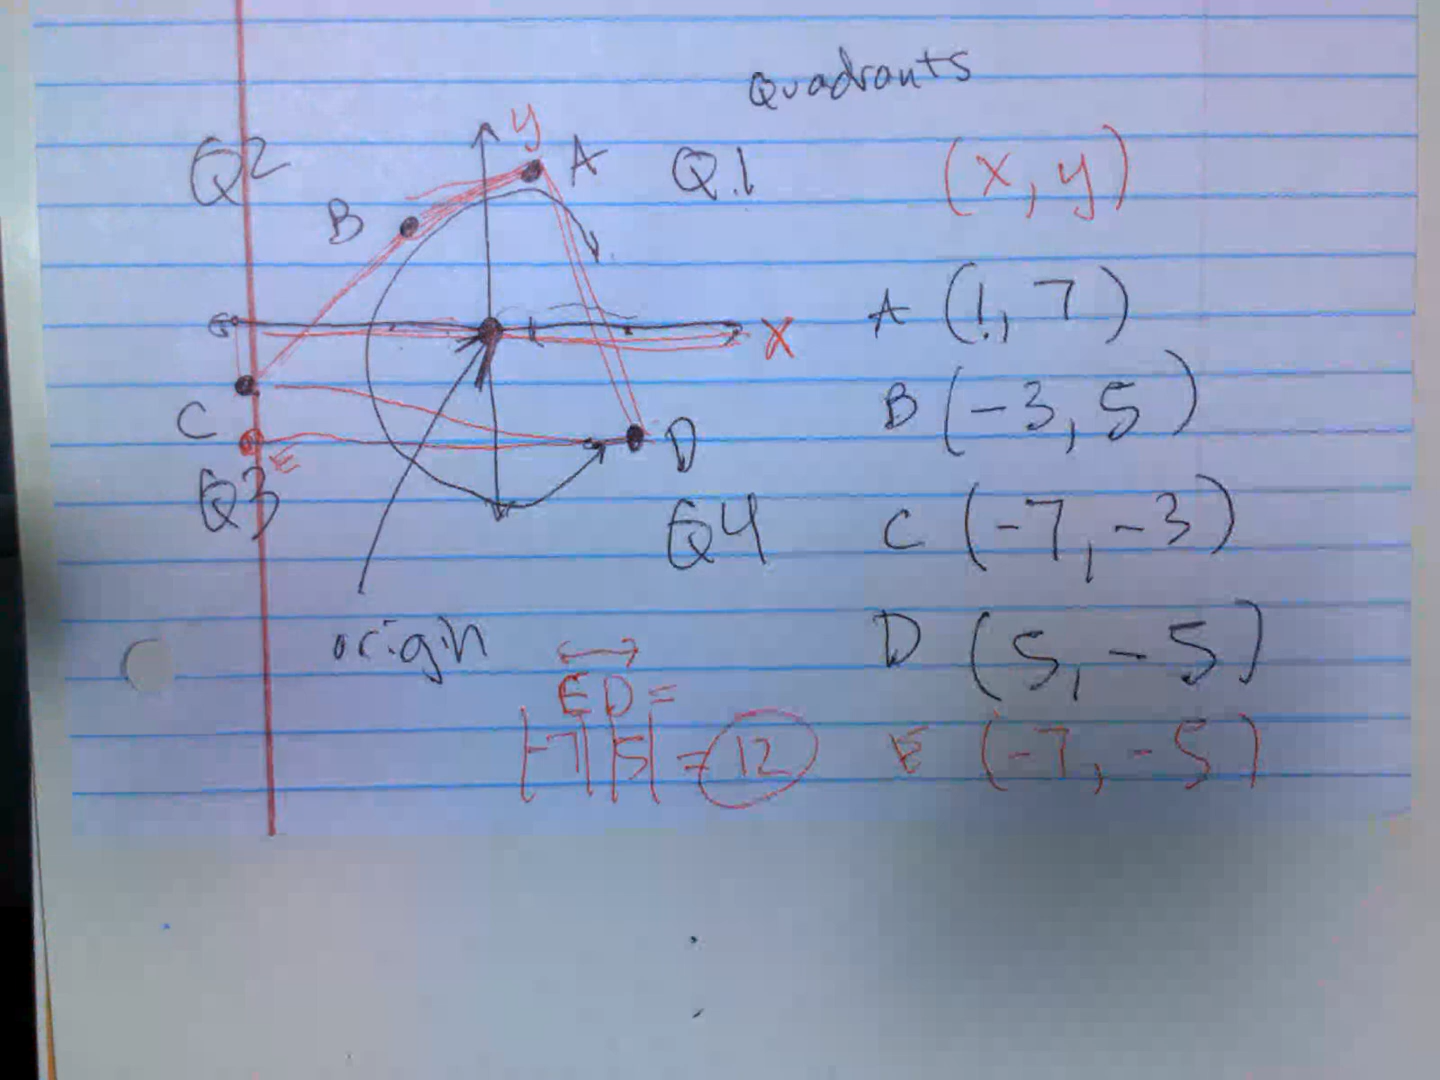 Quadrants
y
Q2
A
Q.1
(x, y)
B
x
A (1, 7)
B (-3, 5)
C
D
E
Q3
Q4
C (-7, -3)
origin
D (5, -5)
ED =
|-7| |5| = 12
E (-7, -5)